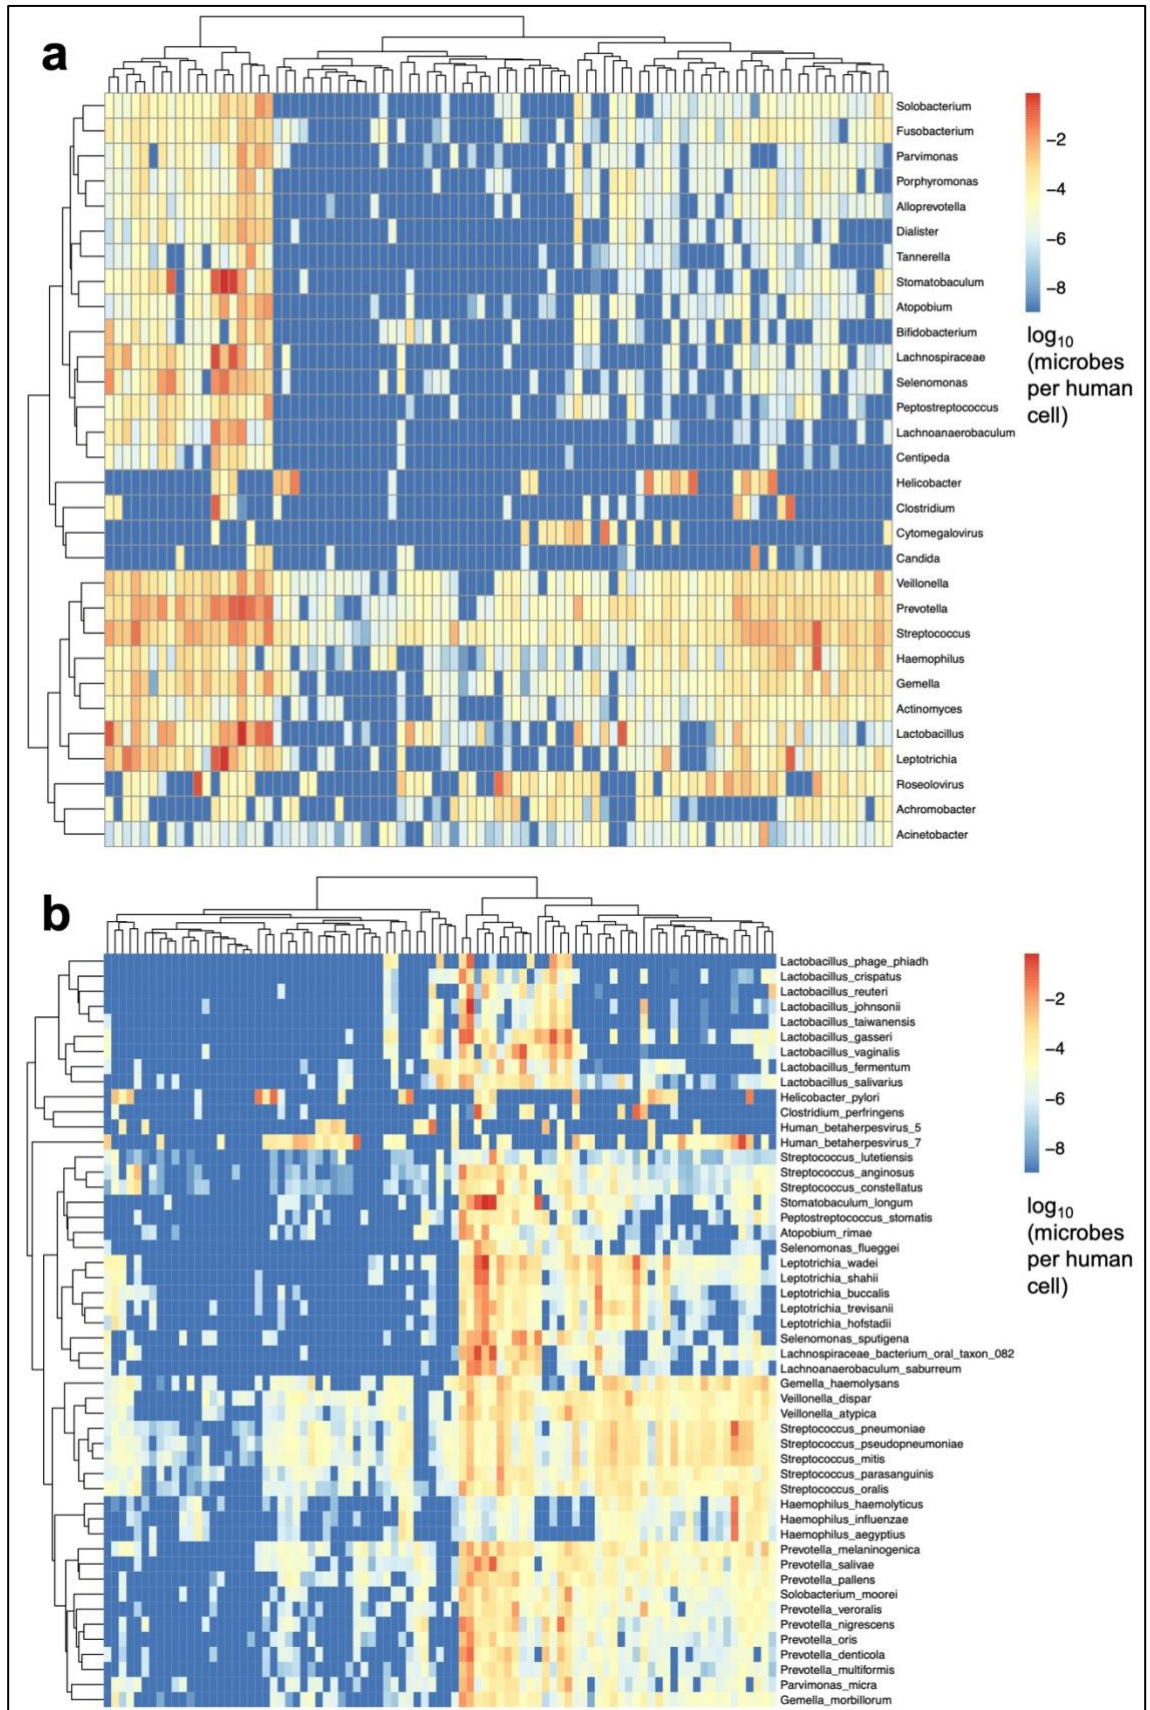 a
Solobacterium
Fusobacterium
Parvimonas
Porphyromonas
Alloprevotella
Dialister
Tannerella
Stomatobaculum
Atopobium
Bifidobacterium
Lachnospiraceae
Selenomonas
Peptostreptococcus
Lachnoanaerobaculum
Centipeda
Helicobacter
Clostridium
Cytomegalovirus
Candida
Veillonella
Prevotella
Streptococcus
Haemophilus
Gemella
Actinomyces
Lactobacillus
Leptotrichia
Roseolovirus
Achromobacter
Acinetobacter
−2
−4
−6
−8
log₁₀
(microbes
per human
cell)
b
Lactobacillus_phage_phiadh
Lactobacillus_crispatus
Lactobacillus_reuteri
Lactobacillus_johnsonii
Lactobacillus_taiwanensis
Lactobacillus_gasseri
Lactobacillus_vaginalis
Lactobacillus_fermentum
Lactobacillus_salivarius
Helicobacter_pylori
Clostridium_perfringens
Human_betaherpesvirus_5
Human_betaherpesvirus_7
Streptococcus_lutetiensis
Streptococcus_anginosus
Streptococcus_constellatus
Stomatobaculum_longum
Peptostreptococcus_stomatis
Atopobium_rimae
Selenomonas_flueggei
Leptotrichia_wadei
Leptotrichia_shahii
Leptotrichia_buccalis
Leptotrichia_trevisanii
Leptotrichia_hofstadii
Selenomonas_sputigena
Lachnospiraceae_bacterium_oral_taxon_082
Lachnoanaerobaculum_saburreum
Gemella_haemolysans
Veillonella_dispar
Veillonella_atypica
Streptococcus_pneumoniae
Streptococcus_pseudopneumoniae
Streptococcus_mitis
Streptococcus_parasanguinis
Streptococcus_oralis
Haemophilus_haemolyticus
Haemophilus_influenzae
Haemophilus_aegyptius
Prevotella_melaninogenica
Prevotella_salivae
Prevotella_pallens
Solobacterium_moorei
Prevotella_veroralis
Prevotella_nigrescens
Prevotella_oris
Prevotella_denticola
Prevotella_multiformis
Parvimonas_micra
Gemella_morbillorum
−2
−4
−6
−8
log₁₀
(microbes
per human
cell)